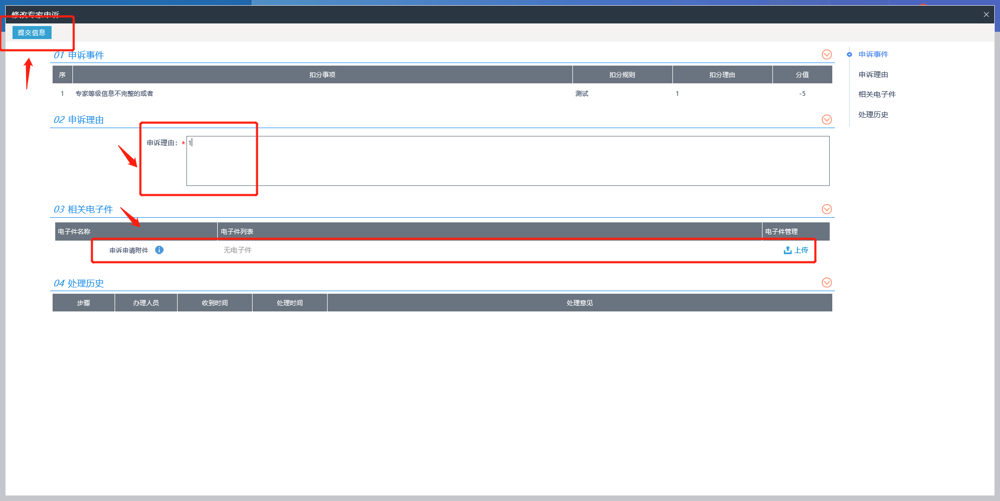 修改专家申诉
提交信息
01 申诉事件
序 扣分事项 扣分规则 扣分理由 分值
1 专家等级信息不完整的或者 测试 1 -5
02 申诉理由
申诉理由：* 1
03 相关电子件
电子件名称 电子件列表 电子件管理
申诉申请附件 无电子件 上传
04 处理历史
步骤 办理人员 收到时间 处理时间 处理意见
申诉事件
申诉理由
相关电子件
处理历史